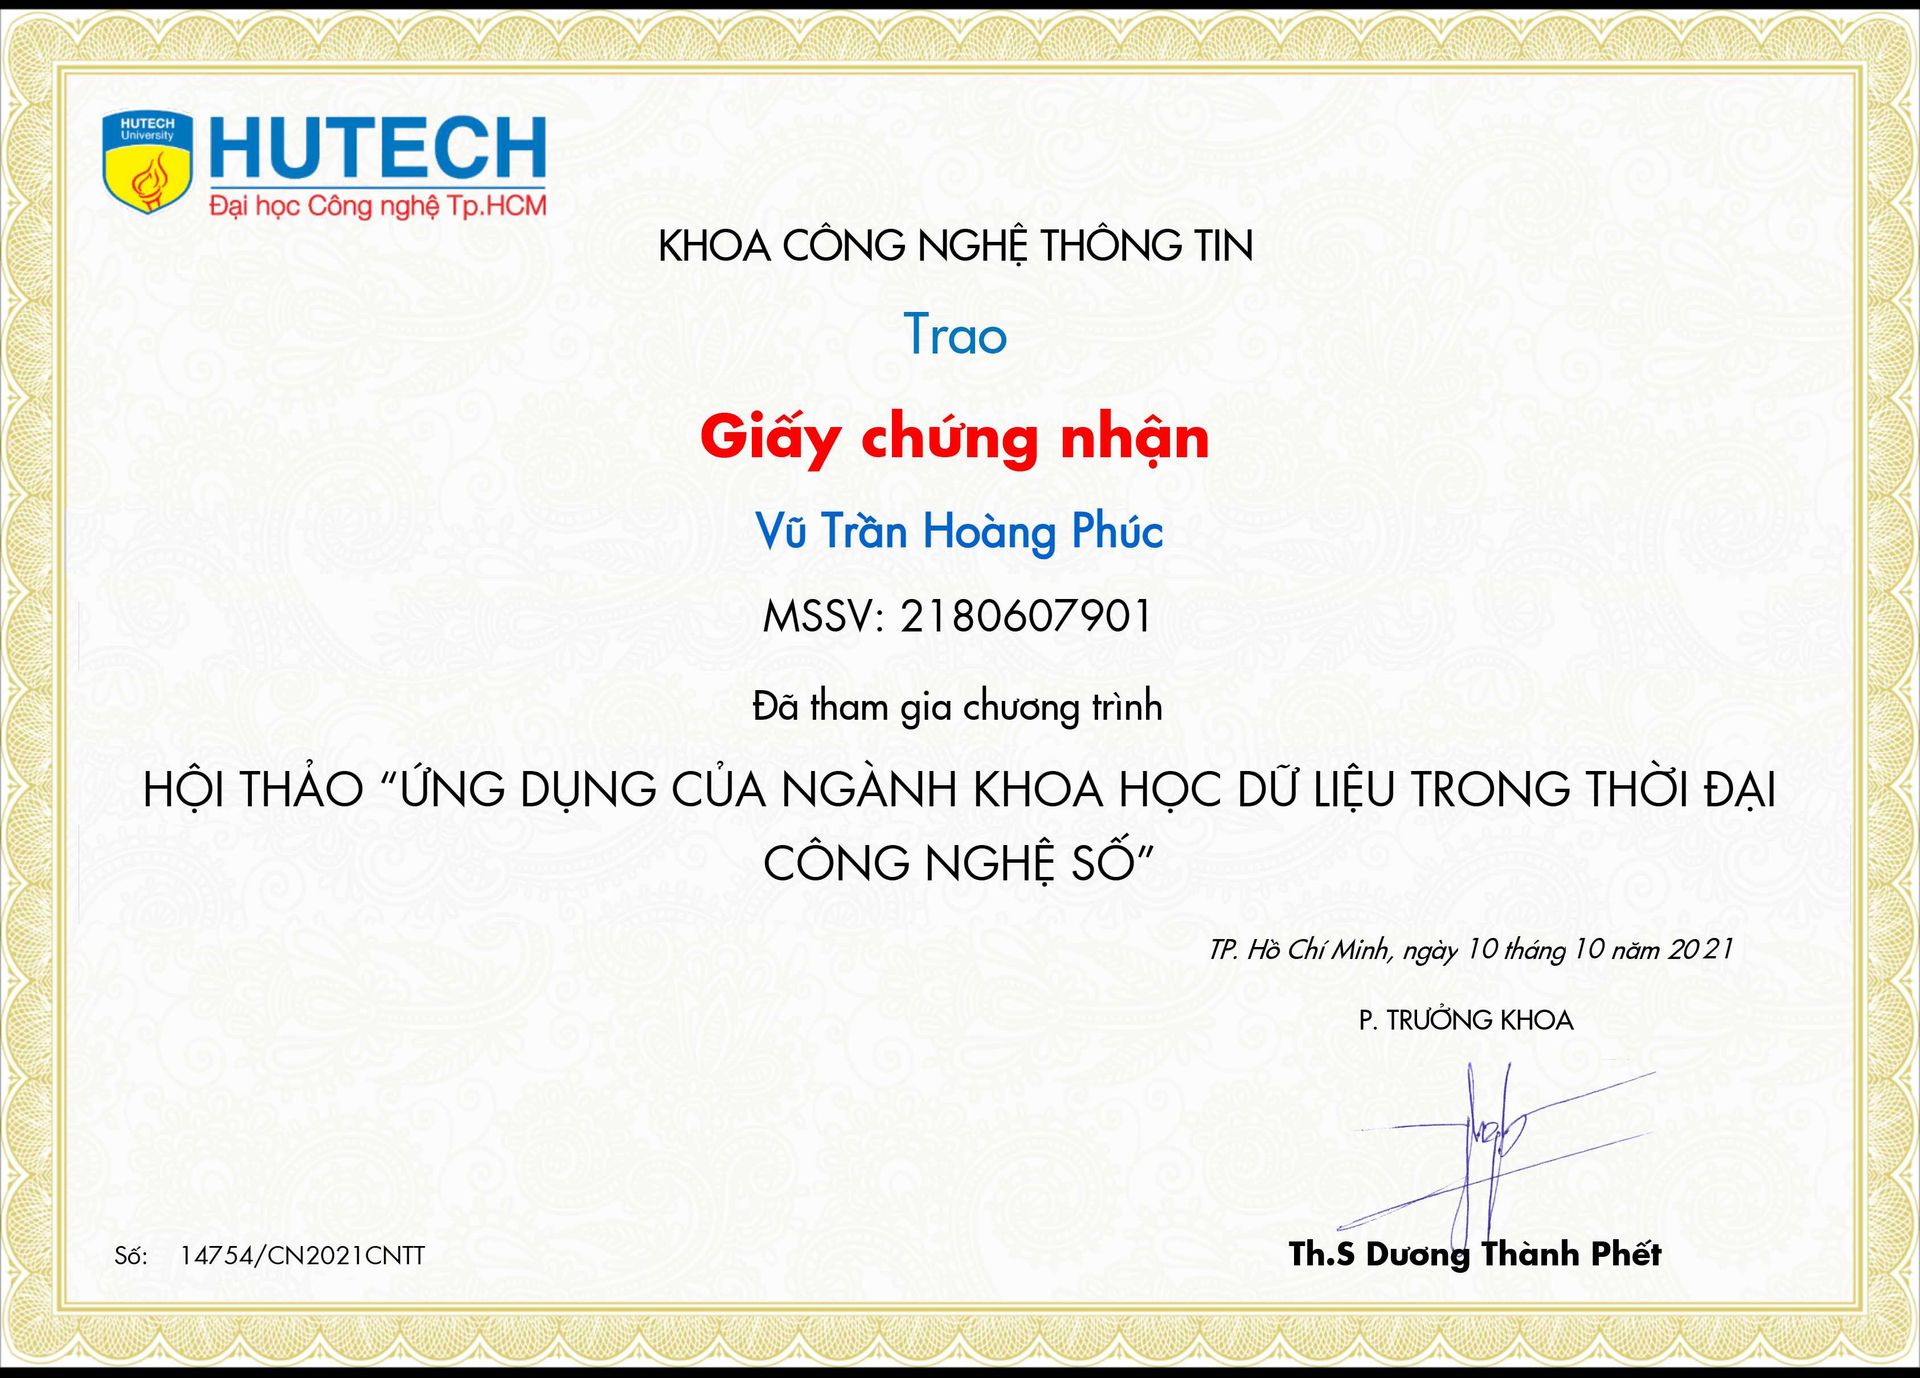 HUTECH
University
HUTECH
Đại học Công nghệ Tp.HCM
KHOA CÔNG NGHỆ THÔNG TIN
Trao
Giấy chứng nhận
Vũ Trần Hoàng Phúc
MSSV: 2180607901
Đã tham gia chương trình
HỘI THẢO “ỨNG DỤNG CỦA NGÀNH KHOA HỌC DỮ LIỆU TRONG THỜI ĐẠI
CÔNG NGHỆ SỐ”
TP. Hồ Chí Minh, ngày 10 tháng 10 năm 2021
P. TRƯỞNG KHOA
Số: 14754/CN2021CNTT
Th.S Dương Thành Phết